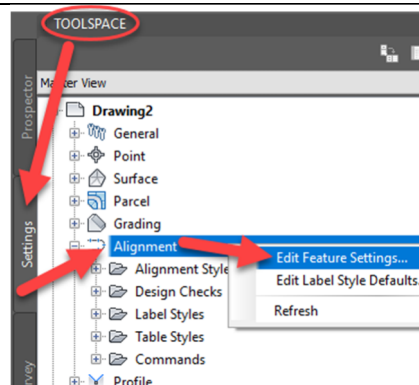 TOOLSPACE
Master View
Prospector
Settings
Drawing2
General
Point
Surface
Parcel
Grading
Alignment
Edit Feature Settings...
Alignment Style
Edit Label Style Defaults.
Design Checks
Refresh
Label Styles
Table Styles
Commands
Profile